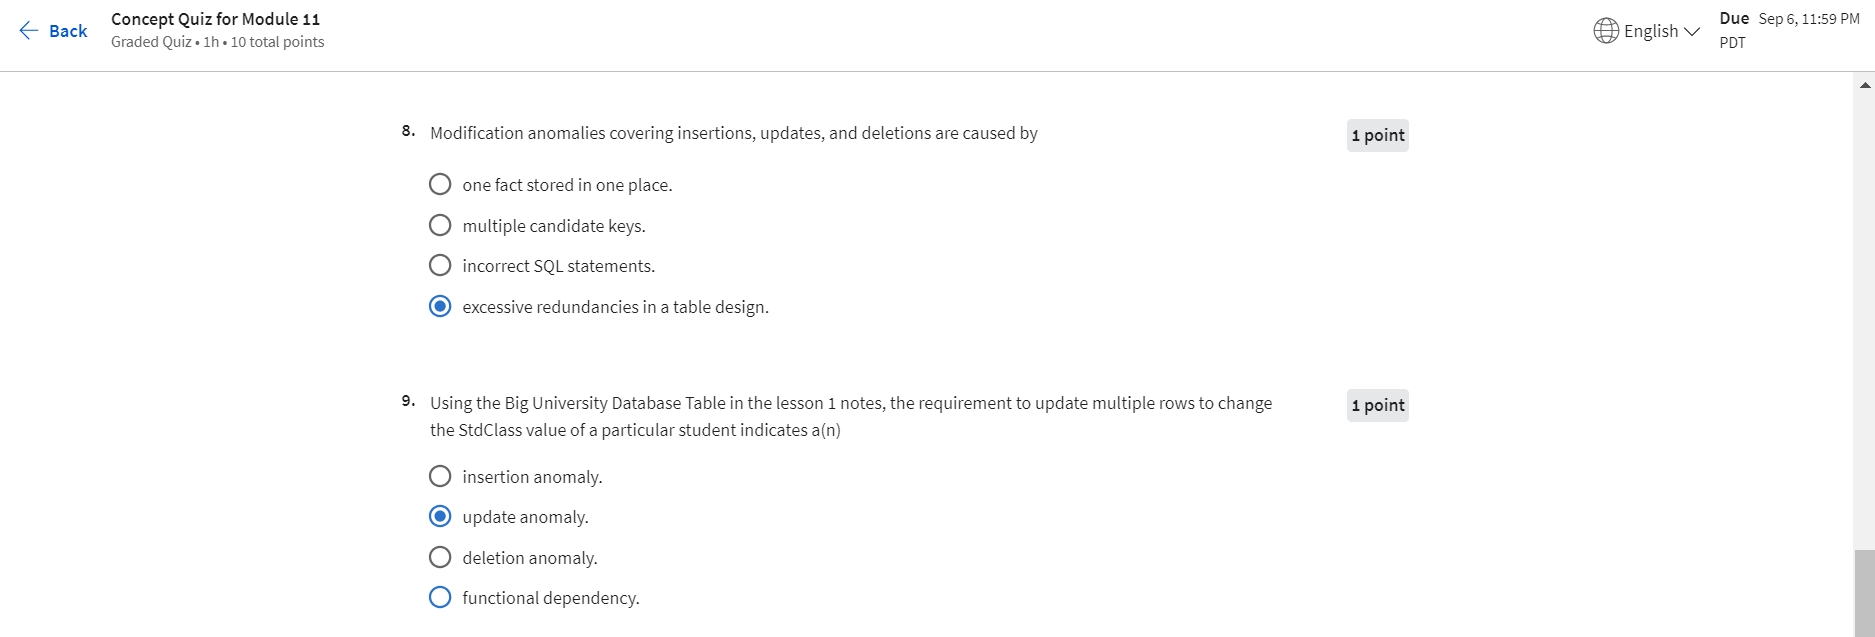 Back
Concept Quiz for Module 11
Graded Quiz • 1h • 10 total points
English
Due Sep 6, 11:59 PM
PDT
8. Modification anomalies covering insertions, updates, and deletions are caused by
1 point
one fact stored in one place.
multiple candidate keys.
incorrect SQL statements.
excessive redundancies in a table design.
9. Using the Big University Database Table in the lesson 1 notes, the requirement to update multiple rows to change
the StdClass value of a particular student indicates a(n)
1 point
insertion anomaly.
update anomaly.
deletion anomaly.
functional dependency.